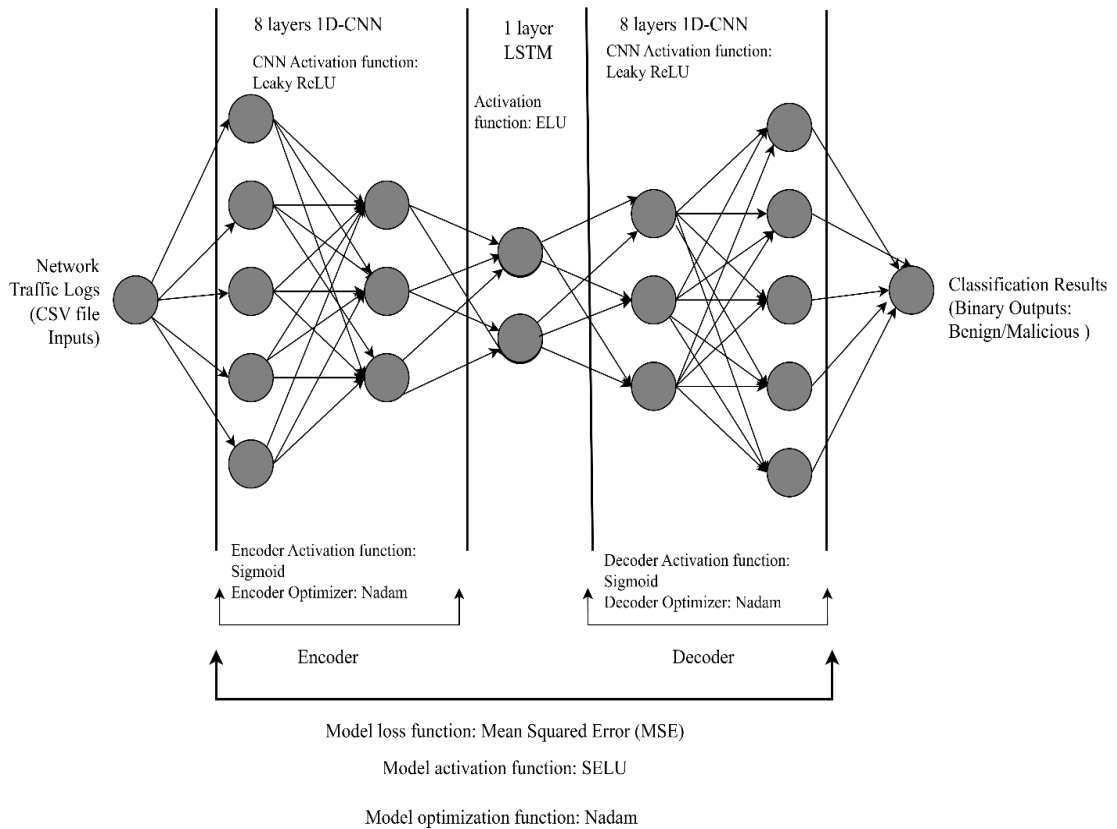 8 layers 1D-CNN
CNN Activation function:
Leaky ReLU
1 layer
LSTM
Activation
function: ELU
8 layers 1D-CNN
CNN Activation function:
Leaky ReLU
Network
Traffic Logs
(CSV file
Inputs)
Classification Results
(Binary Outputs:
Benign/Malicious )
Encoder Activation function:
Sigmoid
Encoder Optimizer: Nadam
Decoder Activation function:
Sigmoid
Decoder Optimizer: Nadam
Encoder
Decoder
Model loss function: Mean Squared Error (MSE)
Model activation function: SELU
Model optimization function: Nadam